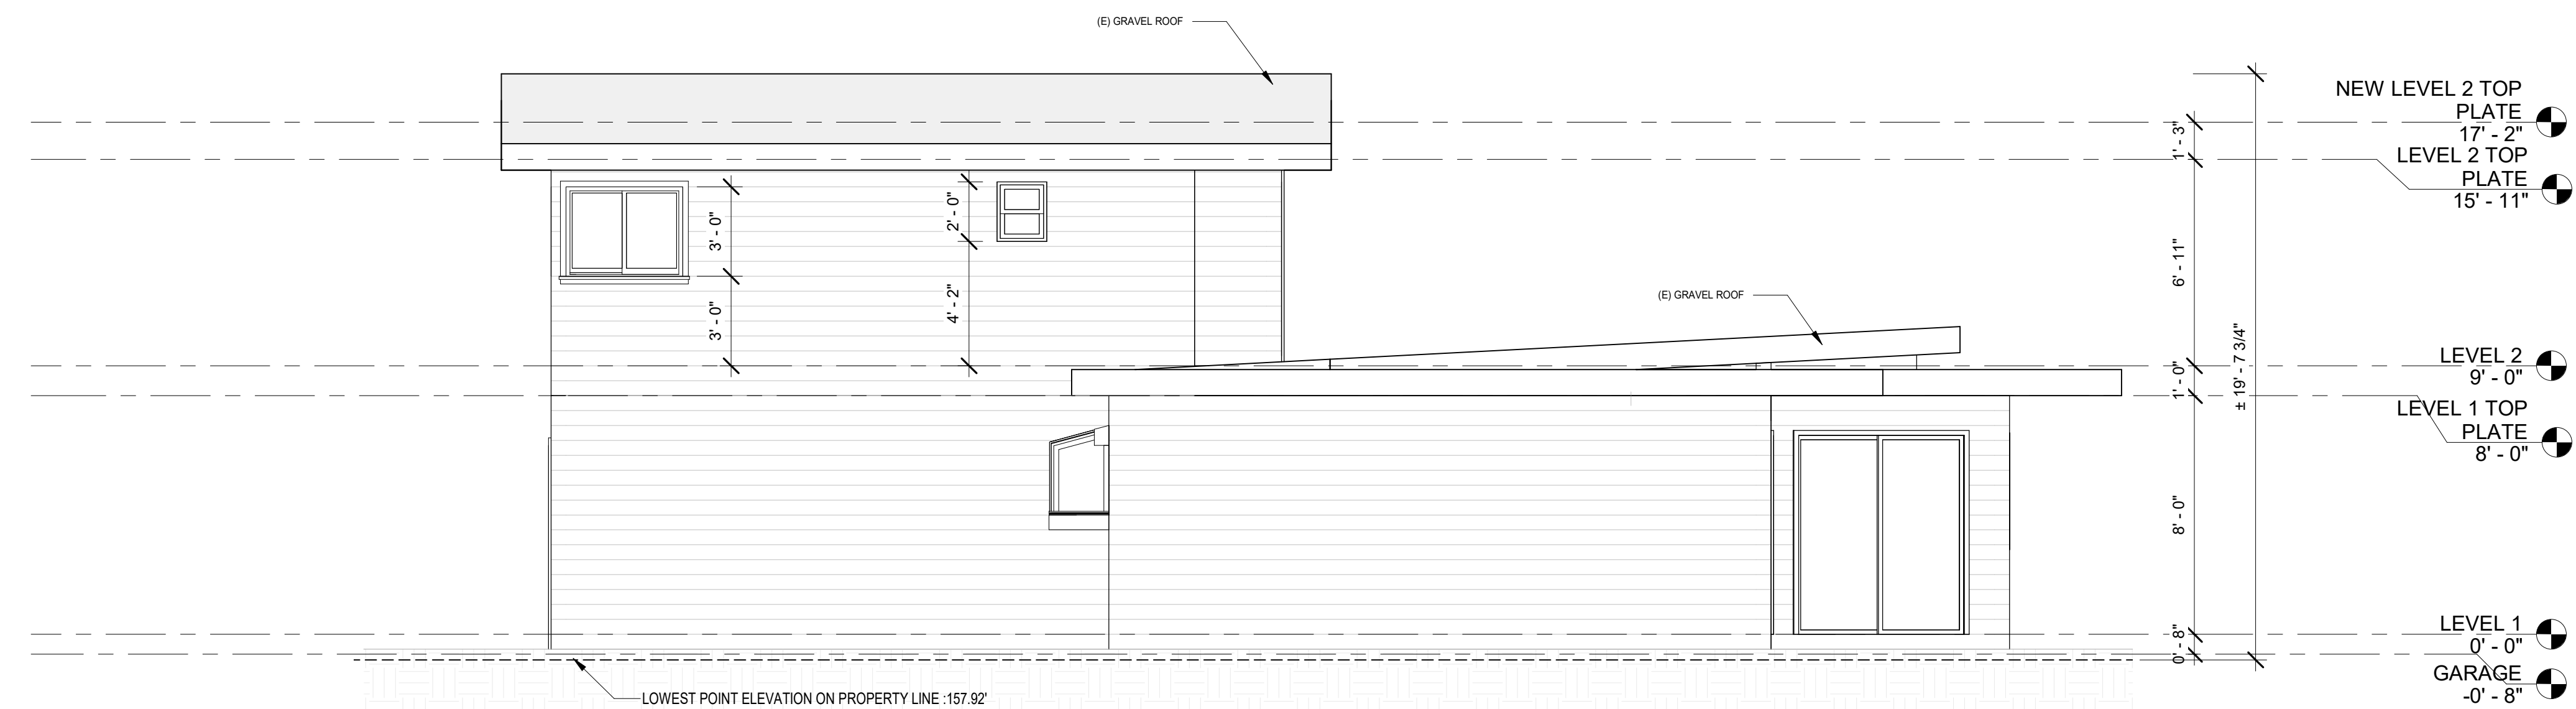 (E) GRAVEL ROOF
NEW LEVEL 2 TOP
PLATE
17' - 2"
LEVEL 2 TOP
PLATE
15' - 11"
1' - 3"
3' - 0"
2' - 0"
6' - 11"
3' - 0"
4' - 2"
(E) GRAVEL ROOF
± 19' - 7 3/4"
LEVEL 2
9' - 0"
1' - 0"
LEVEL 1 TOP
PLATE
8' - 0"
8' - 0"
LEVEL 1
0' - 0"
0' - 8"
GARAGE
-0' - 8"
LOWEST POINT ELEVATION ON PROPERTY LINE :157.92'